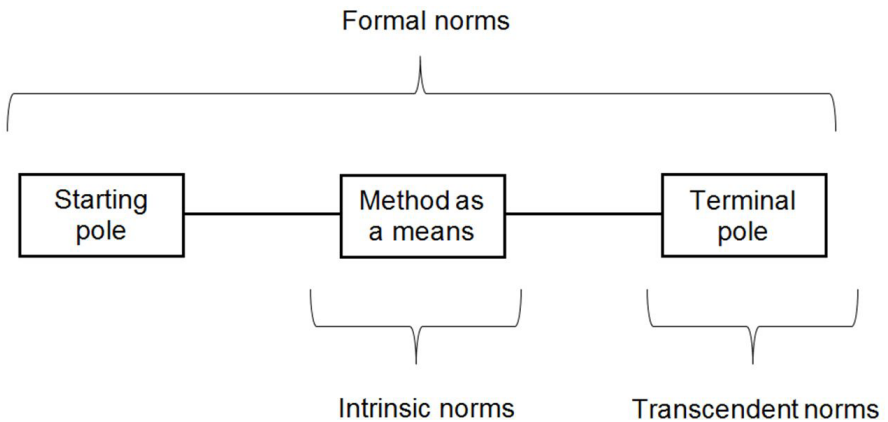 Formal norms
Starting
pole
Method as
a means
Terminal
pole
Intrinsic norms
Transcendent norms